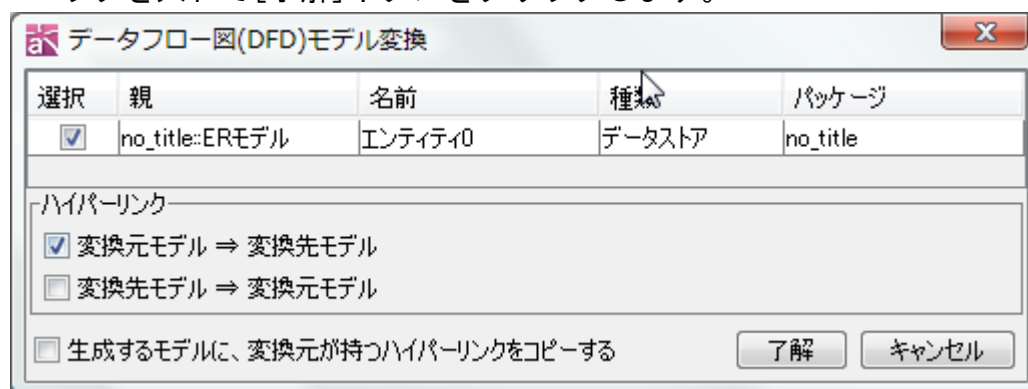 データフロー図(DFD)モデル変換
選択 親 名前 種類 パッケージ
no_title::ERモデル エンティティ0 データストア no_title
ハイパーリンク
変換元モデル ⇒ 変換先モデル
変換先モデル ⇒ 変換元モデル
生成するモデルに、変換元が持つハイパーリンクをコピーする 了解 キャンセル